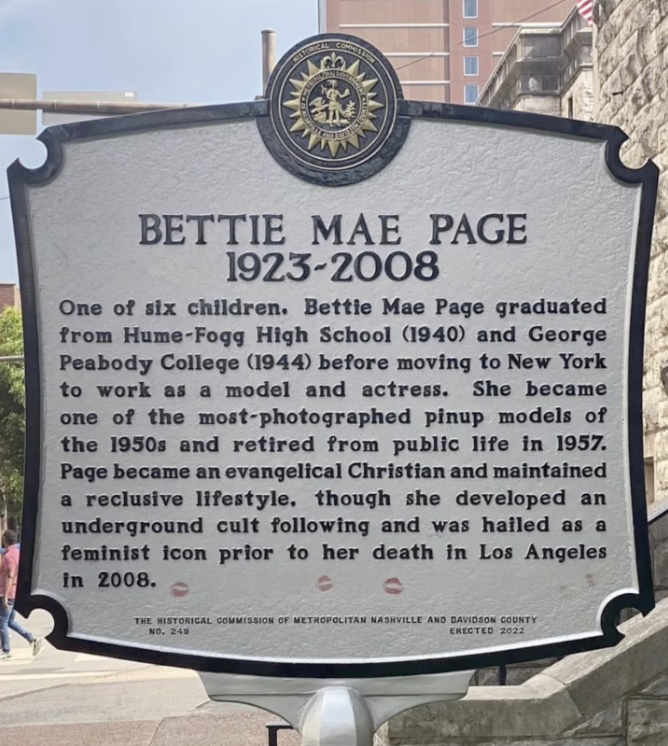 HISTORICAL COMMISSION
BETTIE MAE PAGE
1923-2008
One of six children, Bettie Mae Page graduated
from Hume-Fogg High School (1940) and George
Peabody College (1944) before moving to New York
to work as a model and actress. She became
one of the most-photographed pinup models of
the 1950s and retired from public life in 1957.
Page became an evangelical Christian and maintained
a reclusive lifestyle, though she developed an
underground cult following and was hailed as a
feminist icon prior to her death in Los Angeles
in 2008.
THE HISTORICAL COMMISSION OF METROPOLITAN NASHVILLE AND DAVIDSON COUNTY
NO. 249 ERECTED 2022